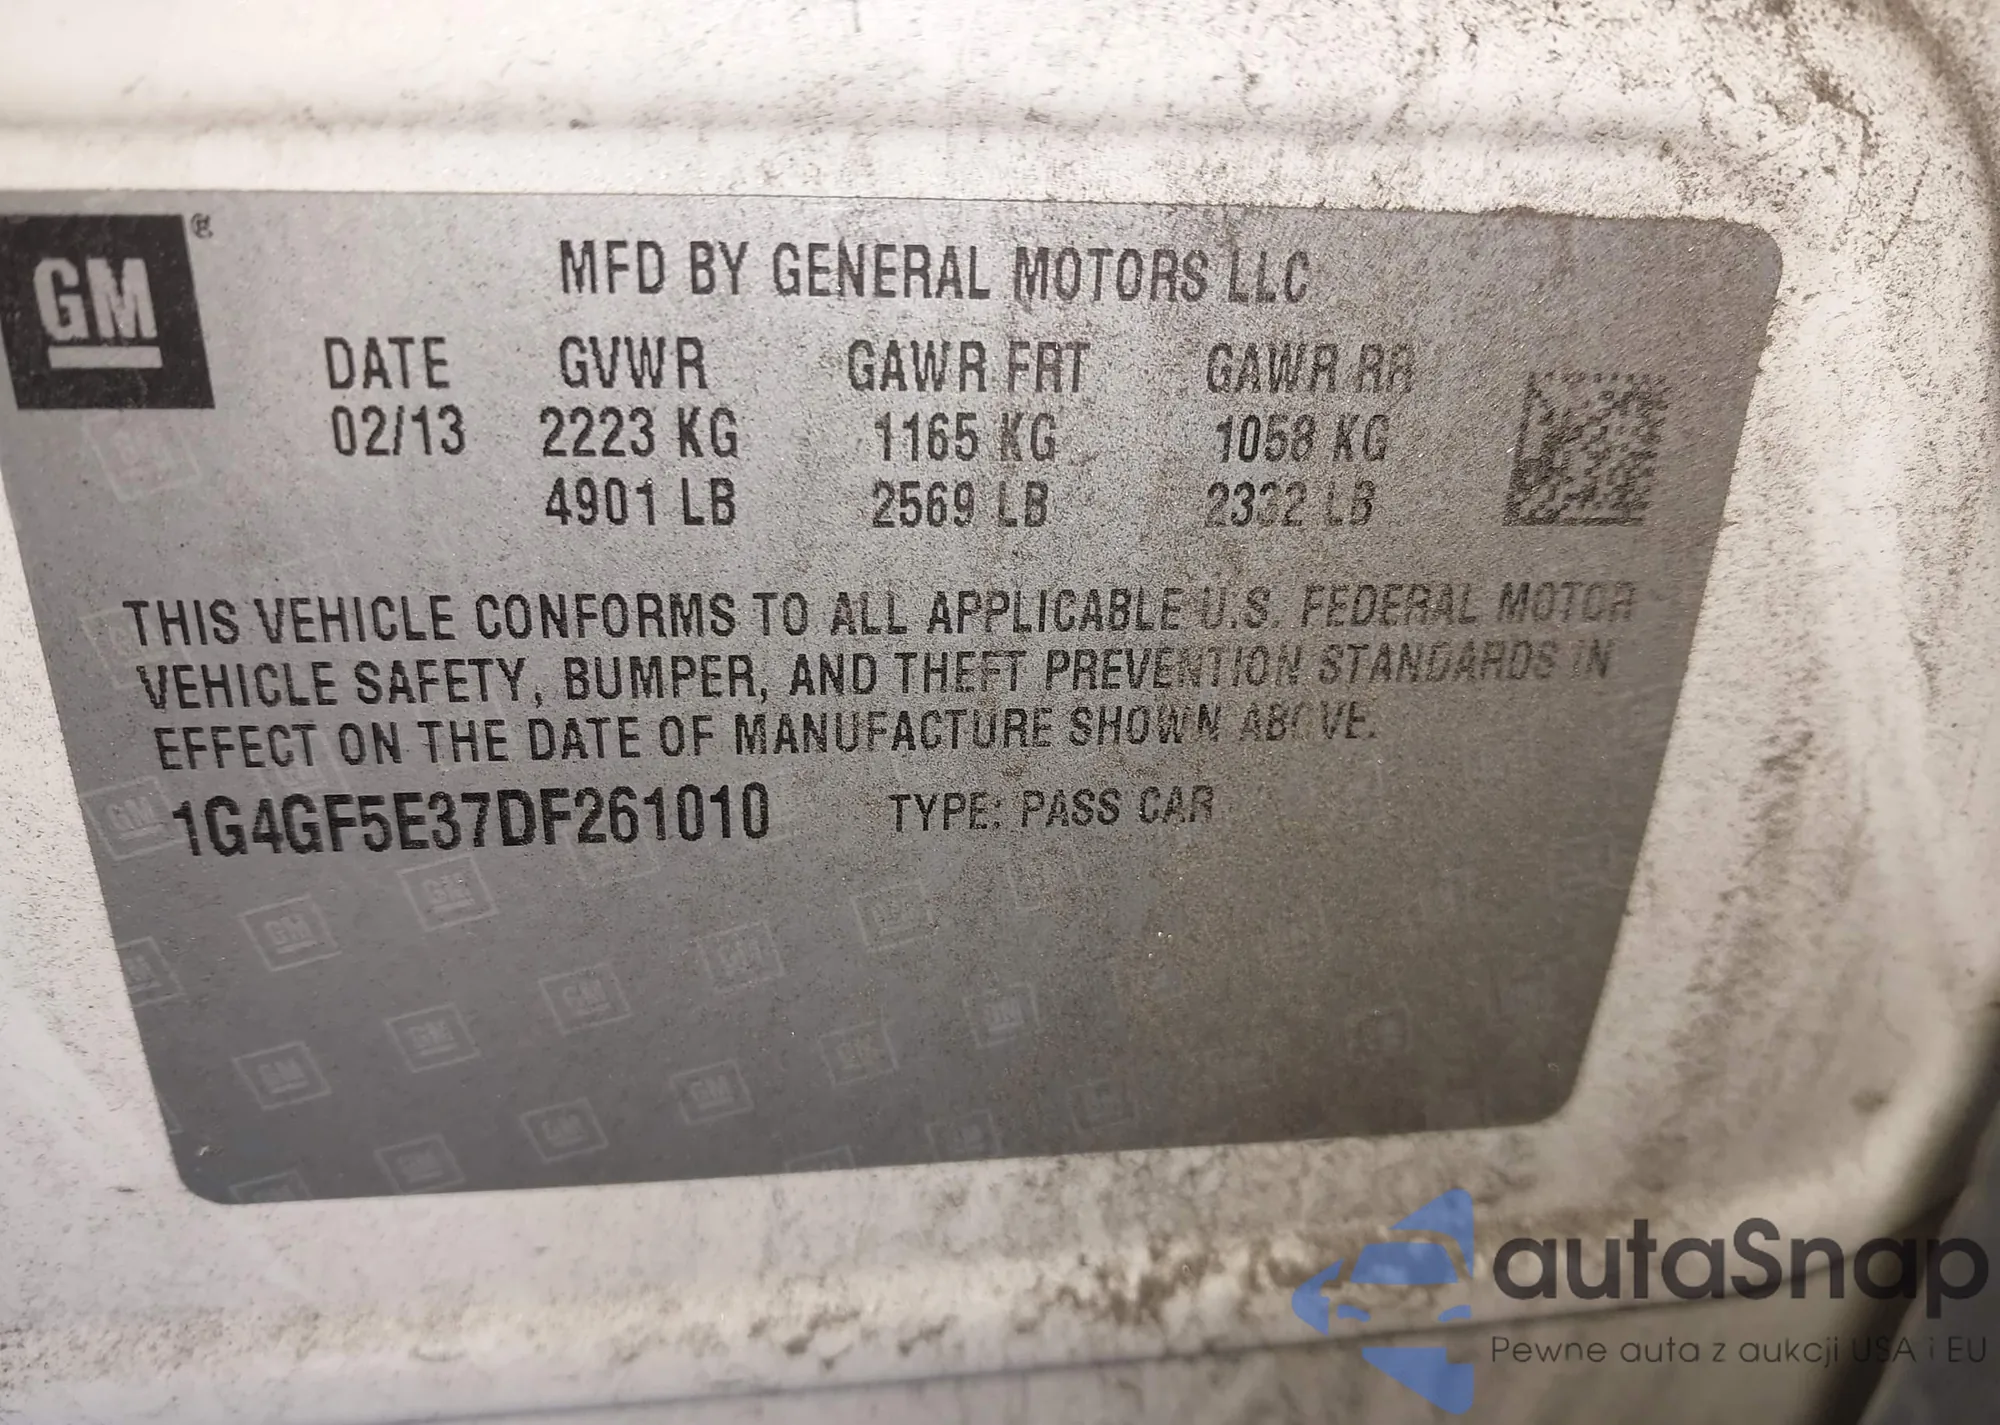 GM
MFD BY GENERAL MOTORS LLC
DATE GVWR GAWR FRT GAWR RR
02/13 2223 KG 1165 KG 1058 KG
4901 LB 2569 LB 2332 LB
THIS VEHICLE CONFORMS TO ALL APPLICABLE U.S. FEDERAL MOTOR
VEHICLE SAFETY, BUMPER, AND THEFT PREVENTION STANDARDS IN
EFFECT ON THE DATE OF MANUFACTURE SHOWN ABOVE.
1G4GF5E37DF261010 TYPE: PASS CAR
autaSnap
Pewne auta z aukcji USA i EU